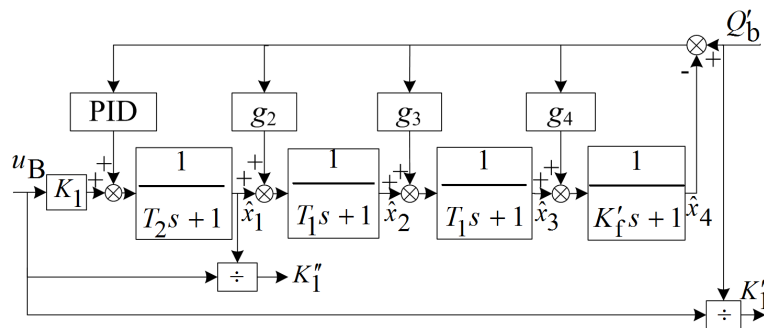 Q′b
+
-
PID g2 g3 g4
+ + + +
uB K1 + 1/(T2s + 1) + x̂1 1/(T1s + 1) + x̂2 1/(T1s + 1) + x̂3 1/(K′fs + 1) x̂4
÷ K″1
÷ K′1